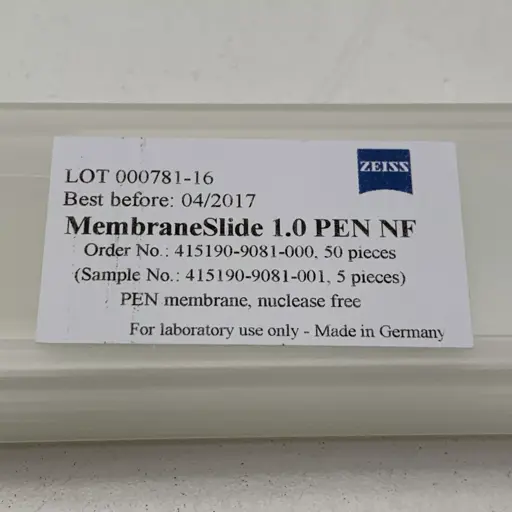 LOT 000781-16
ZEISS
Best before: 04/2017
MembraneSlide 1.0 PEN NF
Order No.: 415190-9081-000, 50 pieces
(Sample No.: 415190-9081-001, 5 pieces)
PEN membrane, nuclease free
For laboratory use only - Made in Germany